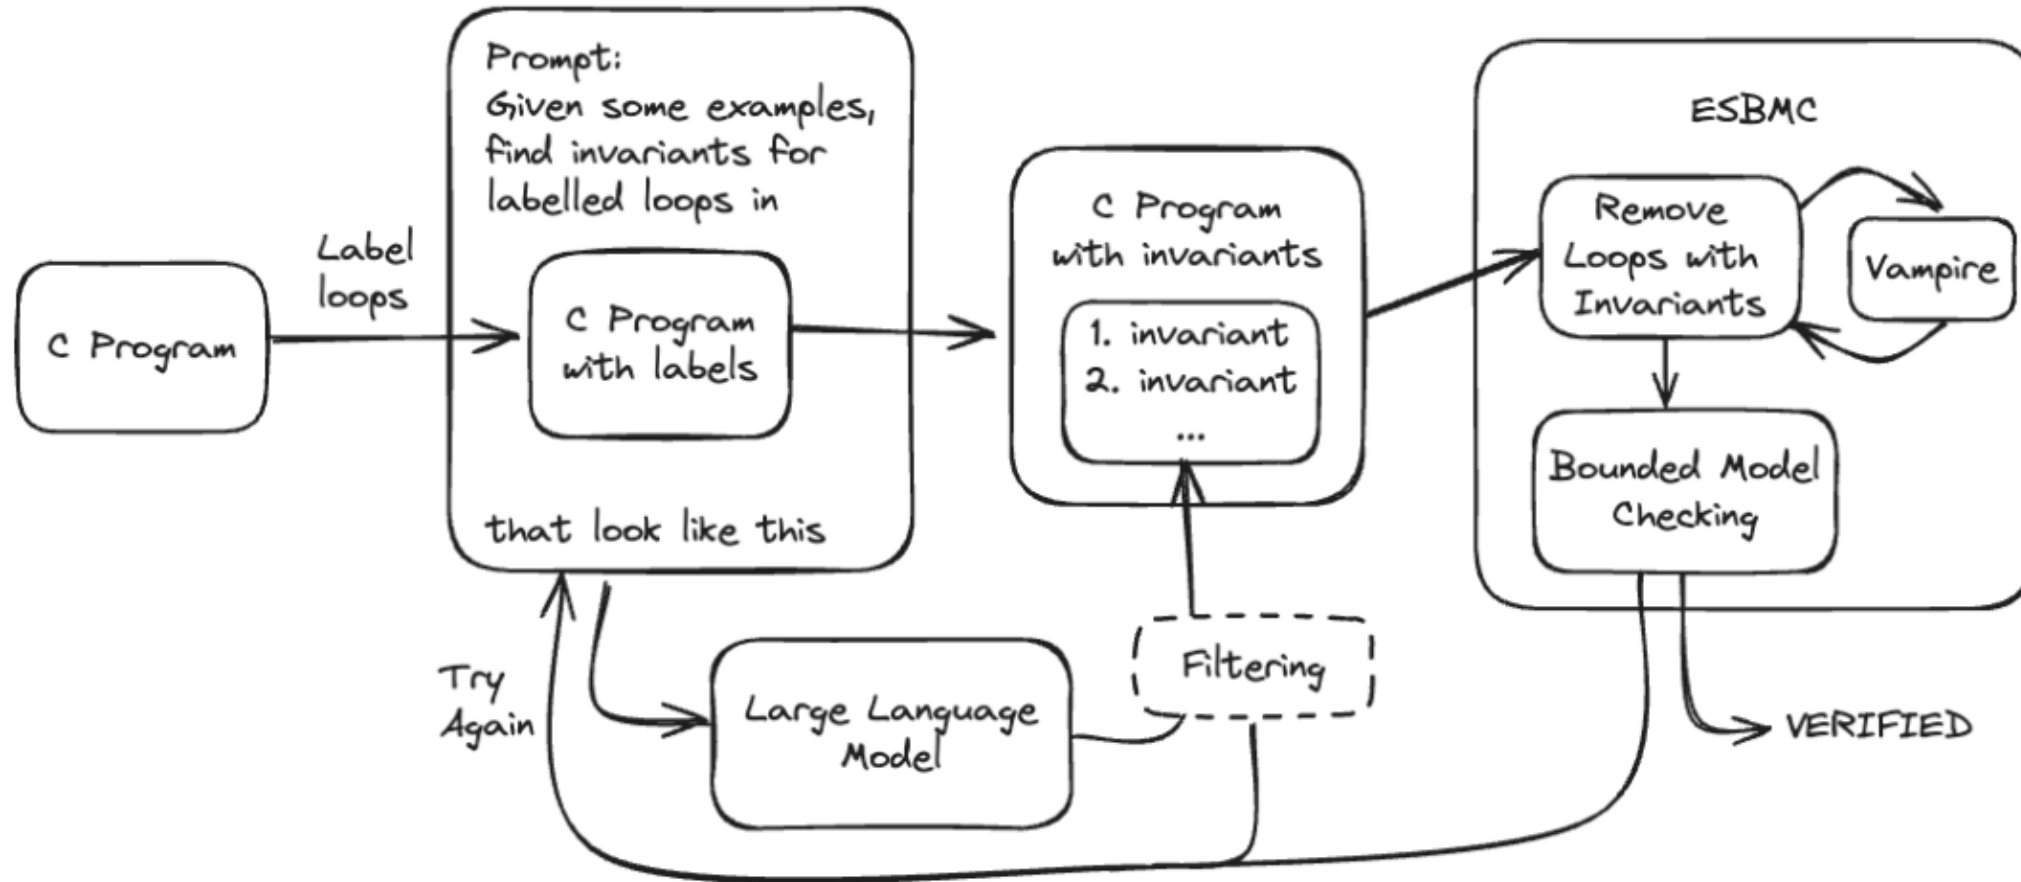 C Program
Label
loops
Prompt:
Given some examples,
find invariants for
labelled loops in
C Program
with labels
that look like this
Try
Again
Large Language
Model
Filtering
C Program
with invariants
1. invariant
2. invariant
...
ESBMC
Remove
Loops with
Invariants
Vampire
Bounded Model
Checking
VERIFIED